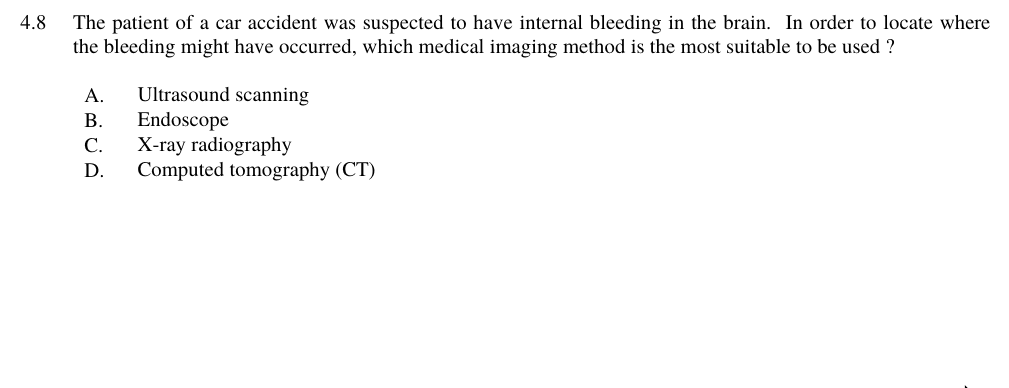 4.8 The patient of a car accident was suspected to have internal bleeding in the brain. In order to locate where
the bleeding might have occurred, which medical imaging method is the most suitable to be used ?
A. Ultrasound scanning
B. Endoscope
C. X-ray radiography
D. Computed tomography (CT)